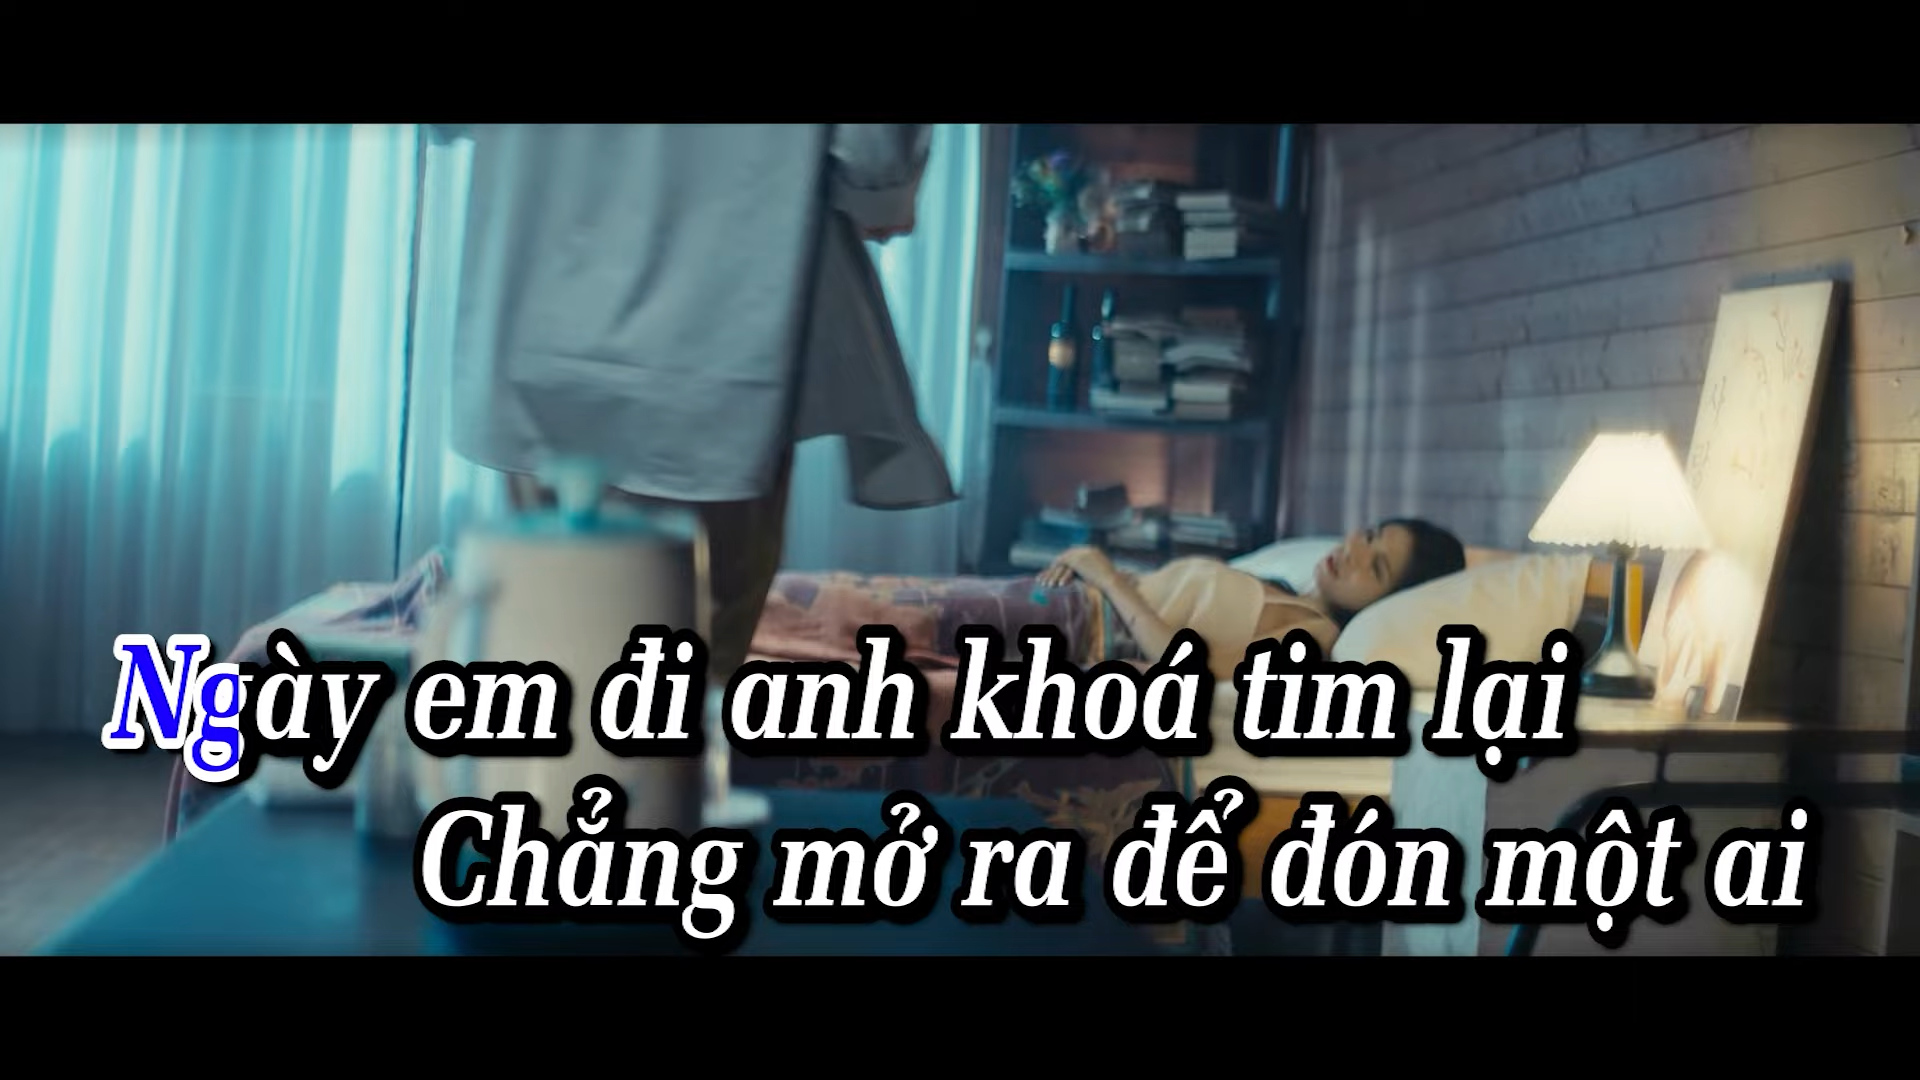 Ngày em đi anh khoá tim lại
Chẳng mở ra để đón một ai